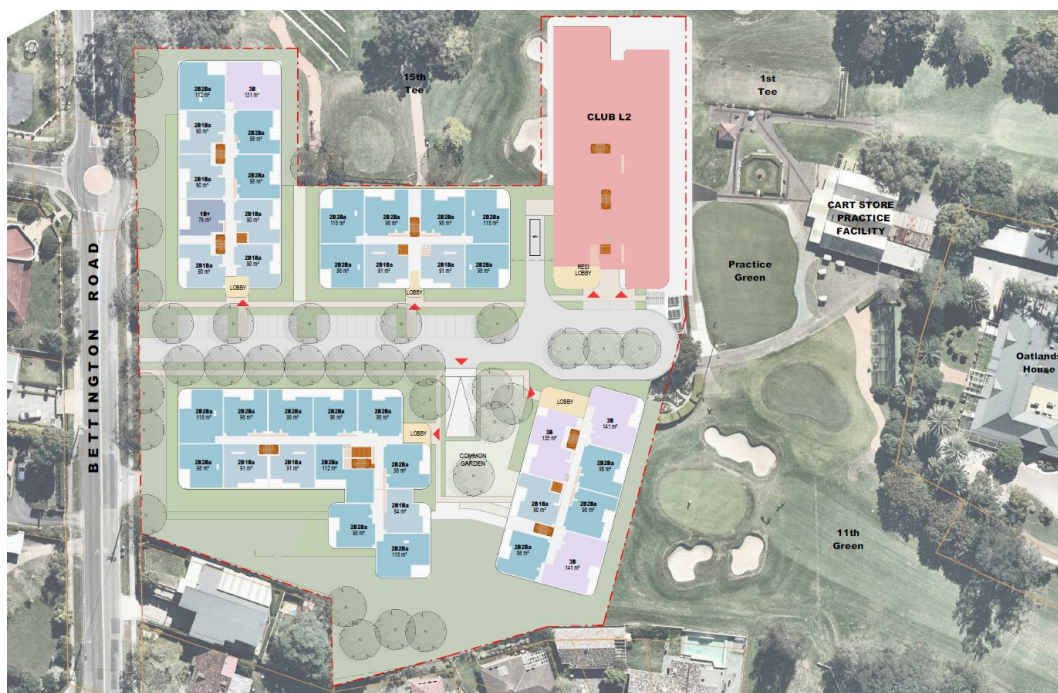 15th
Tee
1st
Tee
CLUB L2
CART STORE
/ PRACTICE
FACILITY
Practice
Green
Oatlands
House
11th
Green
BETTINGTON ROAD
2B2Ba
112 m²
3B
131 m²
2B1Ba
90 m²
2B2Ba
98 m²
2B1Ba
90 m²
2B2Ba
98 m²
1B+
76 m²
2B1Ba
90 m²
2B1Ba
90 m²
2B1Ba
90 m²
LOBBY
2B2Ba
118 m²
2B2Ba
98 m²
2B2Ba
98 m²
2B2Ba
118 m²
2B2Ba
98 m²
2B1Ba
91 m²
2B1Ba
91 m²
2B2Ba
98 m²
LOBBY
RESI
LOBBY
2B2Ba
118 m²
2B2Ba
98 m²
2B2Ba
98 m²
2B2Ba
98 m²
2B2Ba
98 m²
LOBBY
2B2Ba
98 m²
2B1Ba
91 m²
2B1Ba
91 m²
2B2Ba
112 m²
2B2Ba
98 m²
2B1Ba
84 m²
2B2Ba
98 m²
2B2Ba
118 m²
COMMON
GARDEN
LOBBY
3B
141 m²
3B
135 m²
2B2Ba
98 m²
2B1Ba
90 m²
2B2Ba
98 m²
2B2Ba
98 m²
3B
141 m²